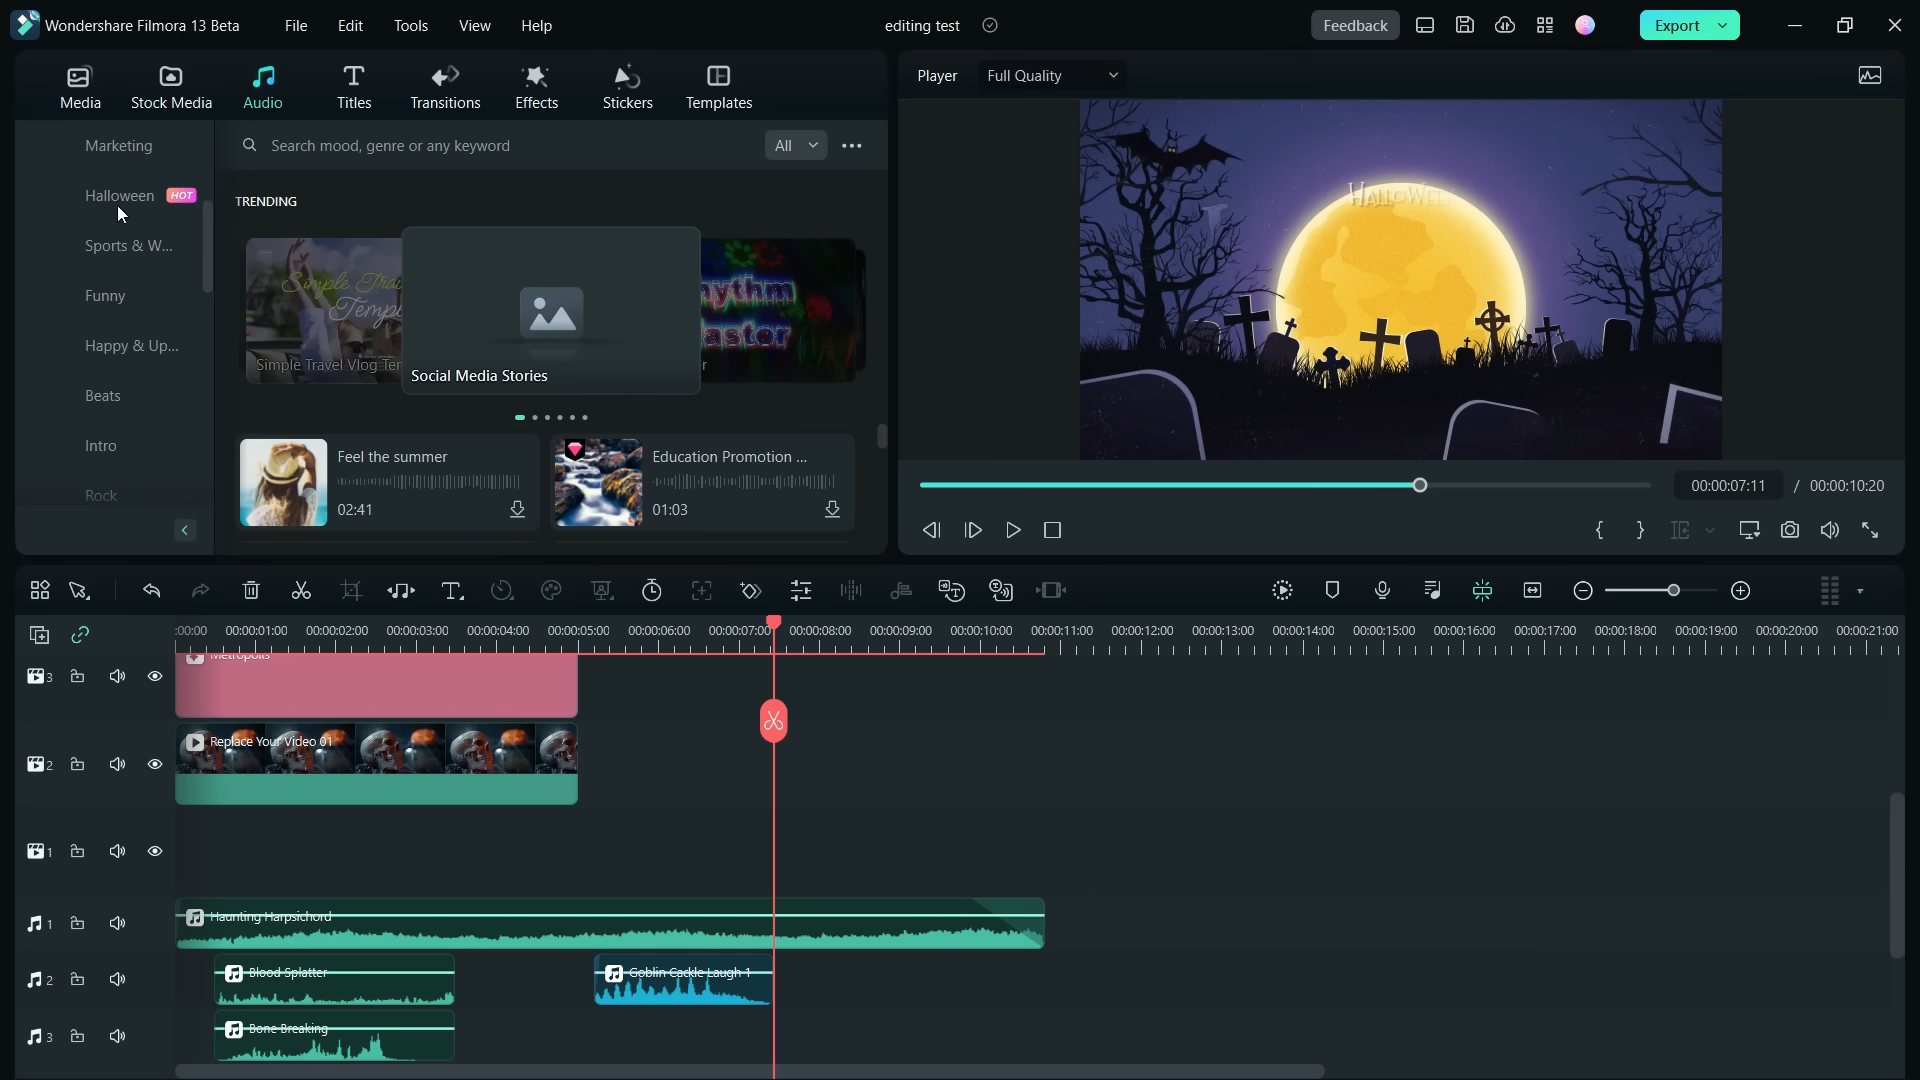 Wondershare Filmora 13 Beta File Edit Tools View Help editing test Feedback Export
Media Stock Media Audio Titles Transitions Effects Stickers Templates
Player Full Quality
Marketing
Halloween HOT
Sports & W...
Funny
Happy & Up...
Beats
Intro
Rock
Search mood, genre or any keyword All
TRENDING
Simple Travel Vlog Ter
Social Media Stories
Feel the summer
02:41
Education Promotion ...
01:03
HALLOWEEN
00:00:07:11 / 00:00:10:20
:00:00 00:00:01:00 00:00:02:00 00:00:03:00 00:00:04:00 00:00:05:00 00:00:06:00 00:00:07:00 00:00:08:00 00:00:09:00 00:00:10:00 00:00:11:00 00:00:12:00 00:00:13:00 00:00:14:00 00:00:15:00 00:00:16:00 00:00:17:00 00:00:18:00 00:00:19:00 00:00:20:00 00:00:21:00
3 Metropolis
2 Replace Your Video 01
1
1 Haunting Harpsichord
2 Blood Splatter Goblin Cackle Laugh 1
3 Bone Breaking